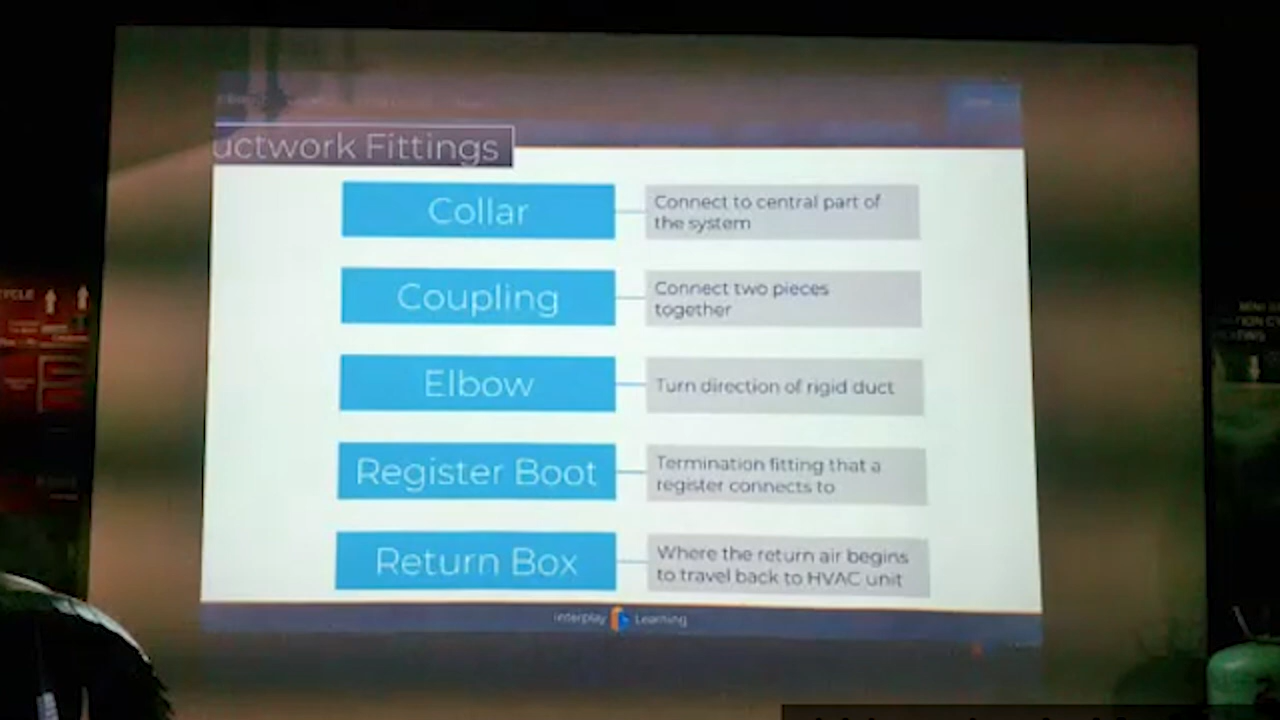 uctwork Fittings
Collar
Connect to central part of
the system
Coupling
Connect two pieces
together
Elbow
Turn direction of rigid duct
Register Boot
Termination fitting that a
register connects to
Return Box
Where the return air begins
to travel back to HVAC unit
interplay Learning
YCLE